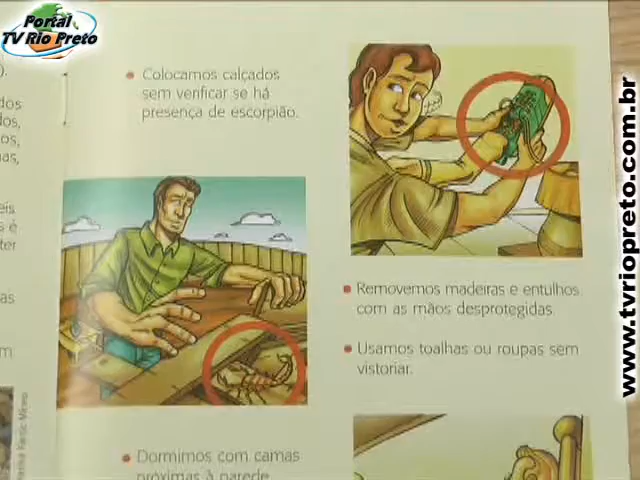 Portal
TV Rio Preto
Colocamos calçados
sem verificar se há
presença de escorpião.
Removemos madeiras e entulhos
com as mãos desprotegidas.
Usamos toalhas ou roupas sem
vistoriar.
Dormimos com camas
próximas à parede
www.tvriopreto.com.br